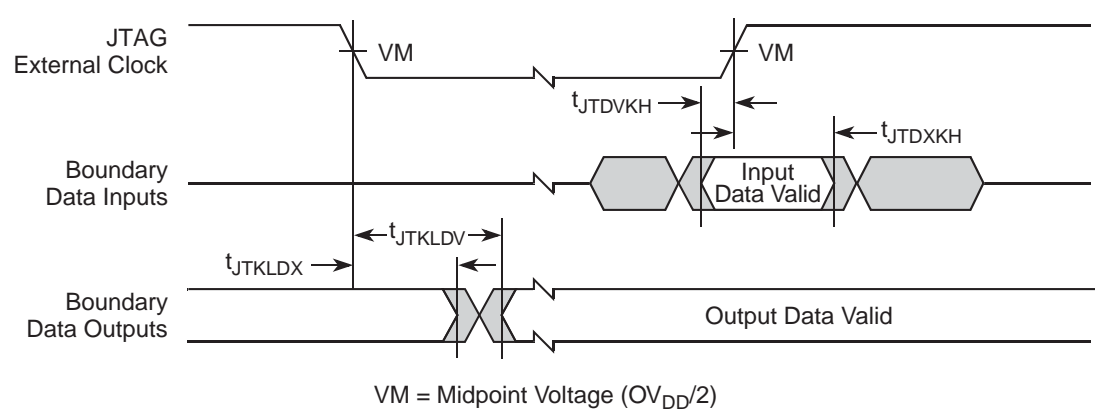 JTAG
External Clock
VM
VM
tJTDVKH
tJTDXKH
Boundary
Data Inputs
Input
Data Valid
tJTKLDV
tJTKLDX
Boundary
Data Outputs
Output Data Valid
VM = Midpoint Voltage (OVDD/2)